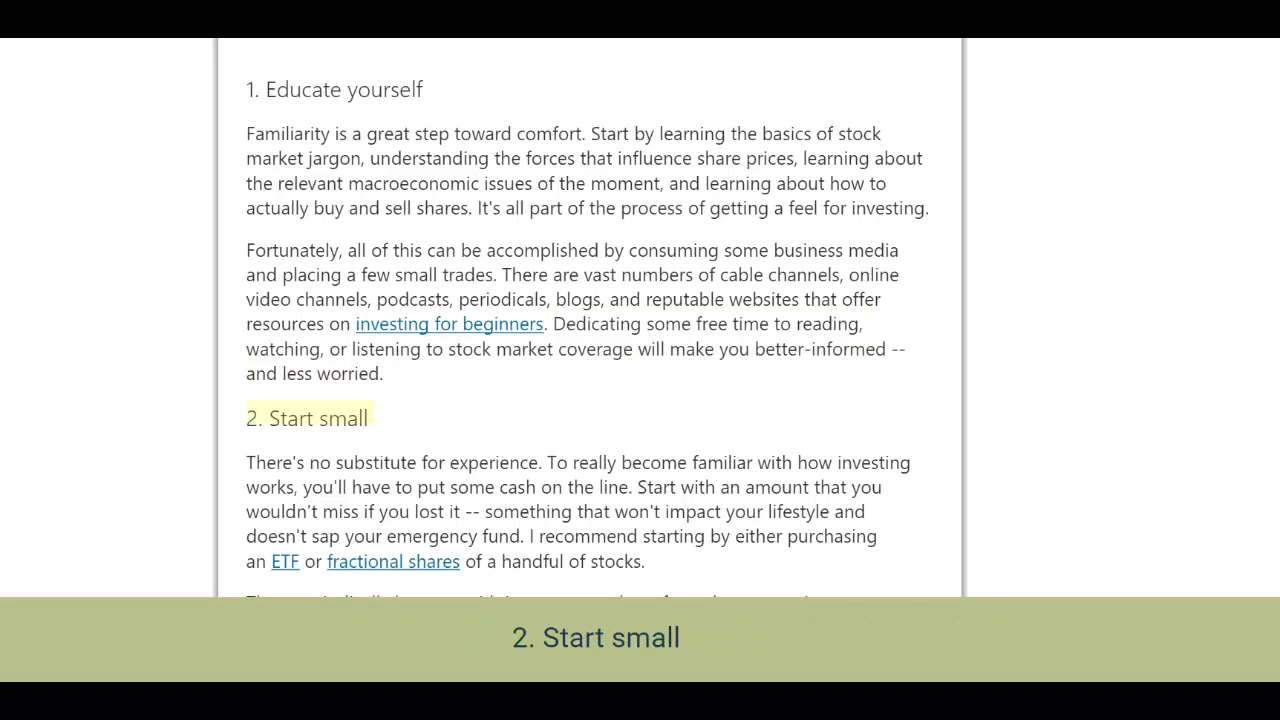 1. Educate yourself
Familiarity is a great step toward comfort. Start by learning the basics of stock
market jargon, understanding the forces that influence share prices, learning about
the relevant macroeconomic issues of the moment, and learning about how to
actually buy and sell shares. It's all part of the process of getting a feel for investing.
Fortunately, all of this can be accomplished by consuming some business media
and placing a few small trades. There are vast numbers of cable channels, online
video channels, podcasts, periodicals, blogs, and reputable websites that offer
resources on investing for beginners. Dedicating some free time to reading,
watching, or listening to stock market coverage will make you better-informed --
and less worried.
2. Start small
There's no substitute for experience. To really become familiar with how investing
works, you'll have to put some cash on the line. Start with an amount that you
wouldn't miss if you lost it -- something that won't impact your lifestyle and
doesn't sap your emergency fund. I recommend starting by either purchasing
an ETF or fractional shares of a handful of stocks.
2. Start small